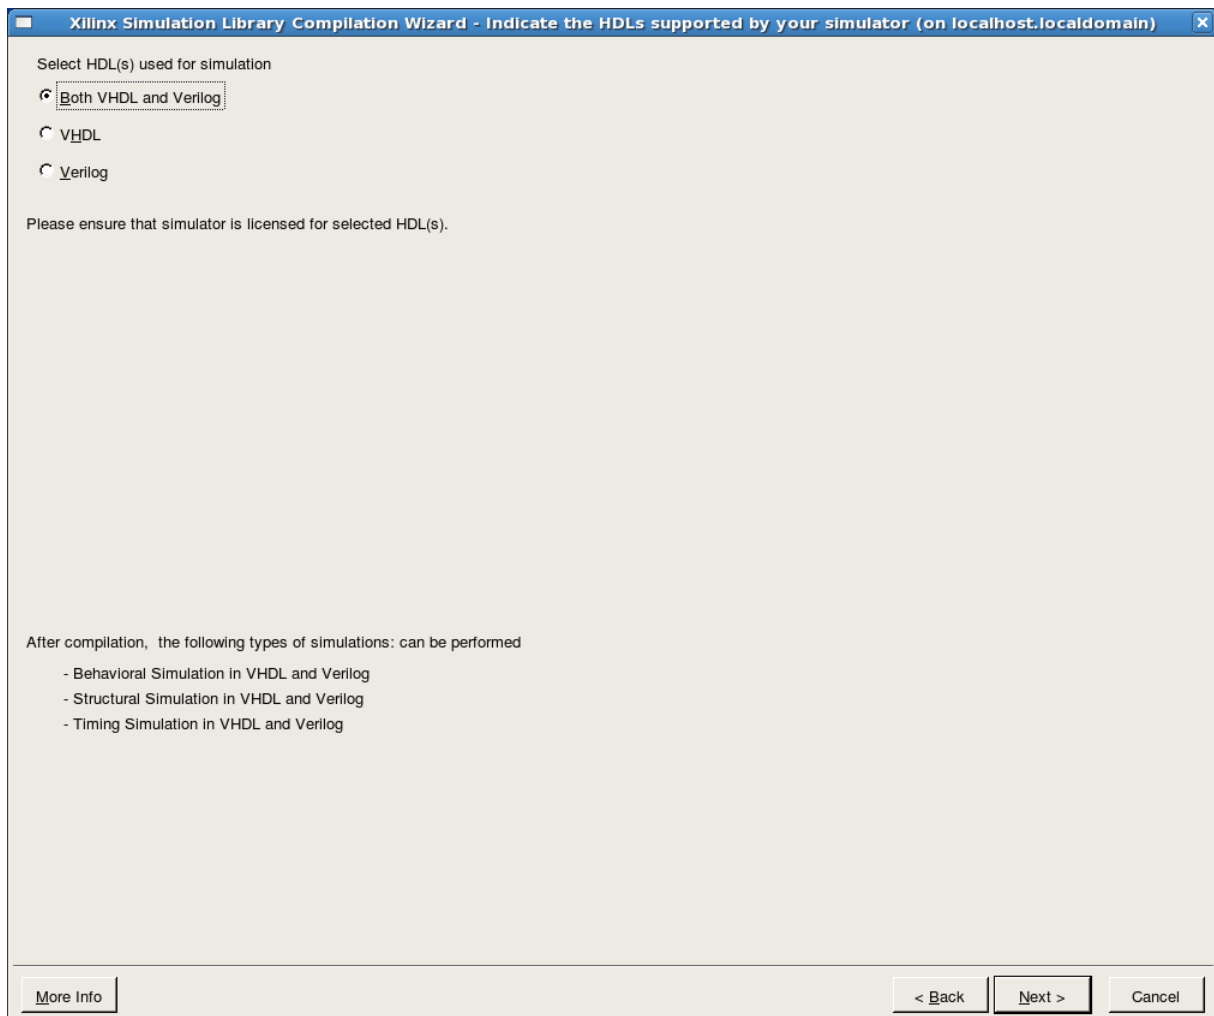 Xilinx Simulation Library Compilation Wizard - Indicate the HDLs supported by your simulator (on localhost.localdomain)
Select HDL(s) used for simulation
Both VHDL and Verilog
VHDL
Verilog
Please ensure that simulator is licensed for selected HDL(s).
After compilation,  the following types of simulations: can be performed
- Behavioral Simulation in VHDL and Verilog
- Structural Simulation in VHDL and Verilog
- Timing Simulation in VHDL and Verilog
More Info
< Back
Next >
Cancel